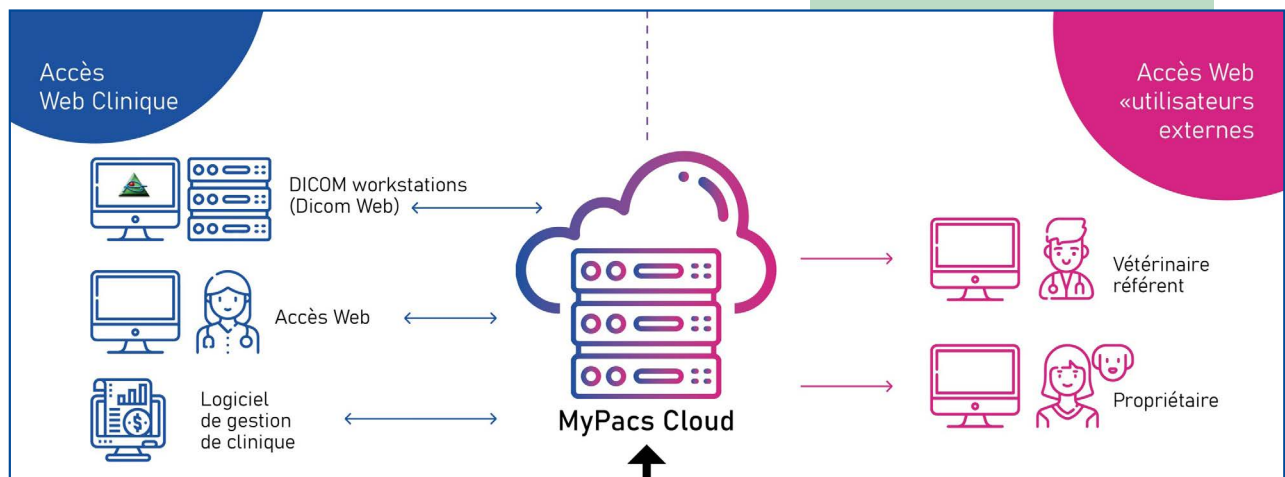 Accès
Web Clinique
Accès Web
«utilisateurs
externes
DICOM workstations
(Dicom Web)
Accès Web
Logiciel
de gestion
de clinique
MyPacs Cloud
Vétérinaire
référent
Propriétaire